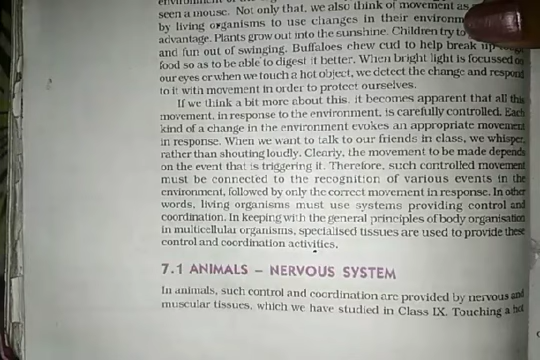 seen a mouse. Not only that, we also think of movement as
by living organisms to use changes in their environm
advantage. Plants grow out into the sunshine. Children try to
and fun out of swinging. Buffaloes chew cud to help break up
food so as to be able to digest it better. When bright light is focussed on
our eyes or when we touch a hot object, we detect the change and respond
to it with movement in order to protect ourselves.
If we think a bit more about this, it becomes apparent that all this
movement, in response to the environment, is carefully controlled. Each
kind of a change in the environment evokes an appropriate movement
in response. When we want to talk to our friends in class, we whisper,
rather than shouting loudly. Clearly, the movement to be made depends
on the event that is triggering it. Therefore, such controlled movement
must be connected to the recognition of various events in the
environment, followed by only the correct movement in response. In other
words, living organisms must use systems providing control and
coordination. In keeping with the general principles of body organisation
in multicellular organisms, specialised tissues are used to provide these
control and coordination activities.
7.1 ANIMALS – NERVOUS SYSTEM
In animals, such control and coordination are provided by nervous and
muscular tissues, which we have studied in Class IX. Touching a hot